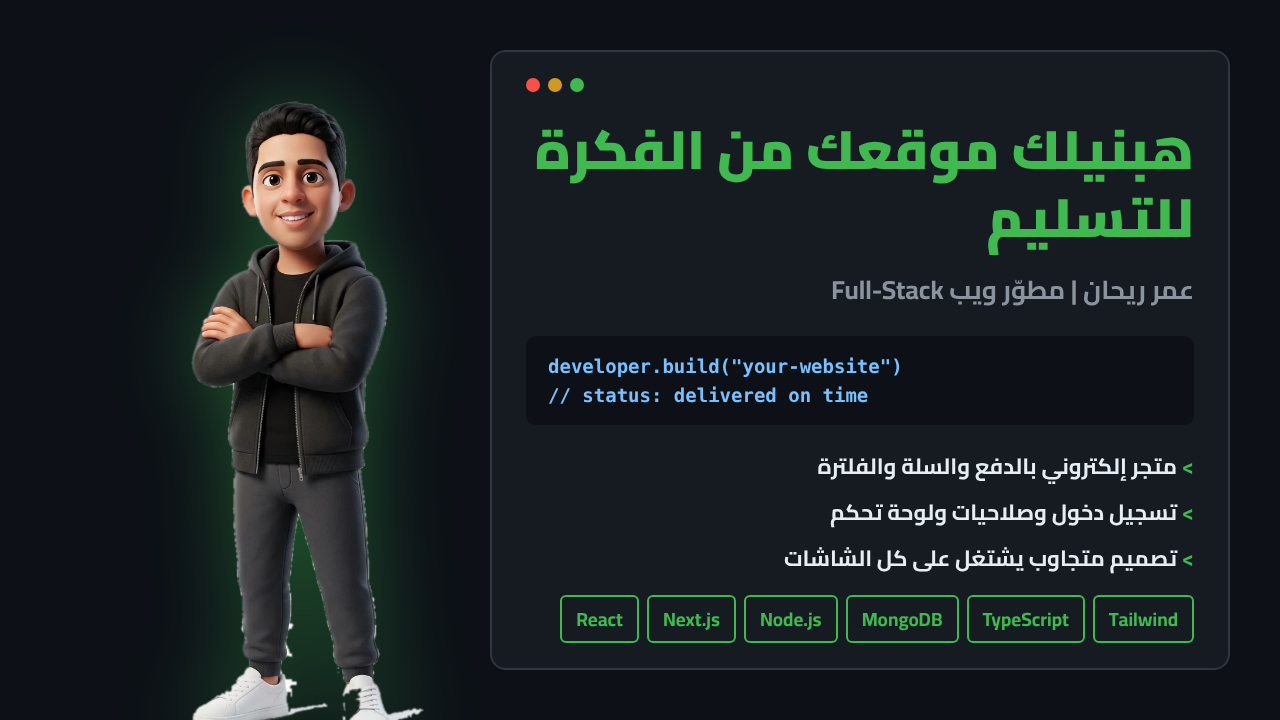 هبنيلك موقعك من الفكرة
للتسليم
عمر ريحان | مطوّر ويب Full-Stack
developer.build("your-website")
// status: delivered on time
> متجر إلكتروني بالدفع والسلة والفلترة
> تسجيل دخول وصلاحيات ولوحة تحكم
> تصميم متجاوب يشتغل على كل الشاشات
React Next.js Node.js MongoDB TypeScript Tailwind